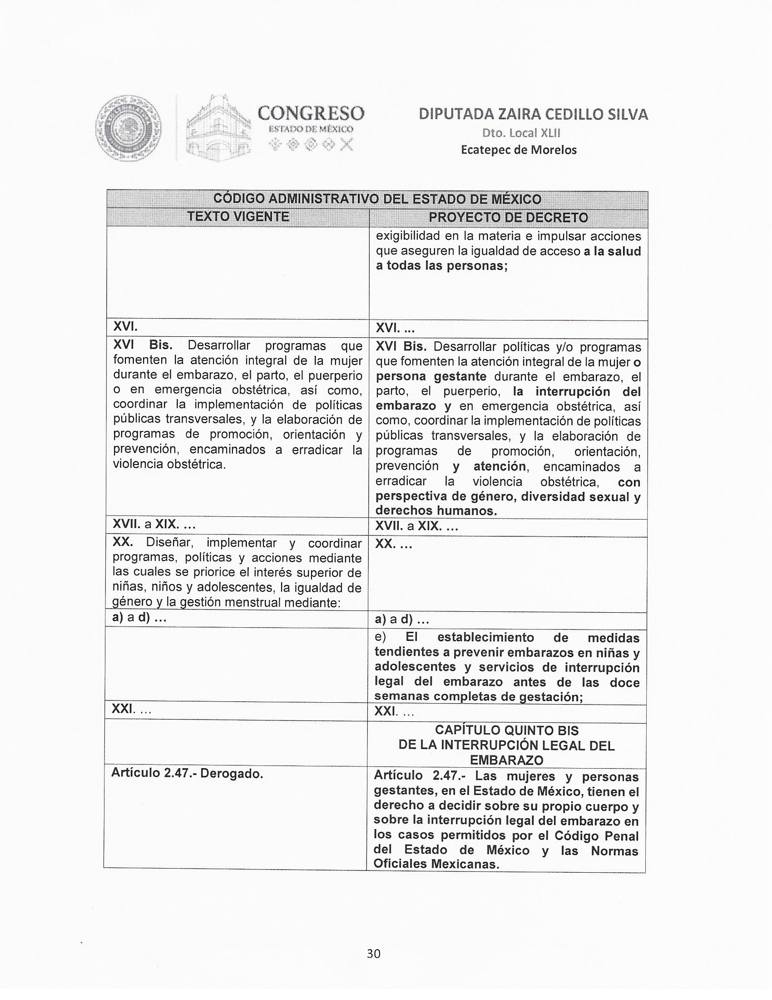 CONGRESO
ESTADO DE MÉXICO
DIPUTADA ZAIRA CEDILLO SILVA
Dto. Local XLII
Ecatepec de Morelos
CÓDIGO ADMINISTRATIVO DEL ESTADO DE MÉXICO
TEXTO VIGENTE
PROYECTO DE DECRETO
exigibilidad en la materia e impulsar acciones
que aseguren la igualdad de acceso a la salud
a todas las personas;
XVI.
XVI. ...
XVI Bis. Desarrollar programas que
fomenten la atención integral de la mujer
durante el embarazo, el parto, el puerperio
o en emergencia obstétrica, así como,
coordinar la implementación de políticas
públicas transversales, y la elaboración de
programas de promoción, orientación y
prevención, encaminados a erradicar la
violencia obstétrica.
XVI Bis. Desarrollar políticas y/o programas
que fomenten la atención integral de la mujer o
persona gestante durante el embarazo, el
parto, el puerperio, la interrupción del
embarazo y en emergencia obstétrica, así
como, coordinar la implementación de políticas
públicas transversales, y la elaboración de
programas de promoción, orientación,
prevención y atención, encaminados a
erradicar la violencia obstétrica, con
perspectiva de género, diversidad sexual y
derechos humanos.
XVII. a XIX. ...
XVII. a XIX. ...
XX. Diseñar, implementar y coordinar
programas, políticas y acciones mediante
las cuales se priorice el interés superior de
niñas, niños y adolescentes, la igualdad de
género y la gestión menstrual mediante:
XX. ...
a) a d) ...
a) a d) ...
e) El establecimiento de medidas
tendientes a prevenir embarazos en niñas y
adolescentes y servicios de interrupción
legal del embarazo antes de las doce
semanas completas de gestación;
XXI. ...
XXI. ...
CAPÍTULO QUINTO BIS
DE LA INTERRUPCIÓN LEGAL DEL
EMBARAZO
Artículo 2.47.- Derogado.
Artículo 2.47.- Las mujeres y personas
gestantes, en el Estado de México, tienen el
derecho a decidir sobre su propio cuerpo y
sobre la interrupción legal del embarazo en
los casos permitidos por el Código Penal
del Estado de México y las Normas
Oficiales Mexicanas.
30